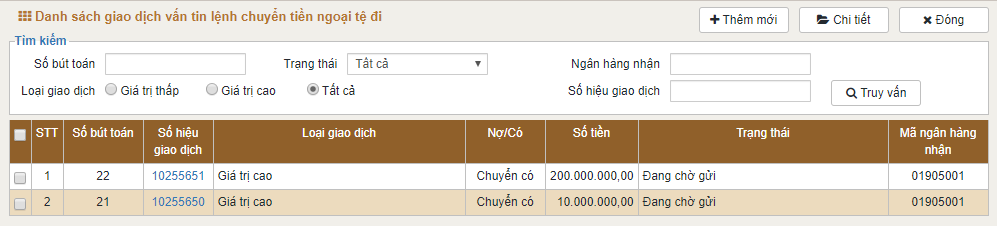 Danh sách giao dịch vấn tin lệnh chuyển tiền ngoại tệ đi
Thêm mới
Chi tiết
Đóng
Tìm kiếm
Số bút toán
Trạng thái
Tất cả
Ngân hàng nhận
Loại giao dịch
Giá trị thấp
Giá trị cao
Tất cả
Số hiệu giao dịch
Truy vấn
STT
Số bút toán
Số hiệu
giao dịch
Loại giao dịch
Nợ/Có
Số tiền
Trạng thái
Mã ngân hàng
nhận
1 22 10255651 Giá trị cao Chuyển có 200.000.000,00 Đang chờ gửi 01905001
2 21 10255650 Giá trị cao Chuyển có 10.000.000,00 Đang chờ gửi 01905001